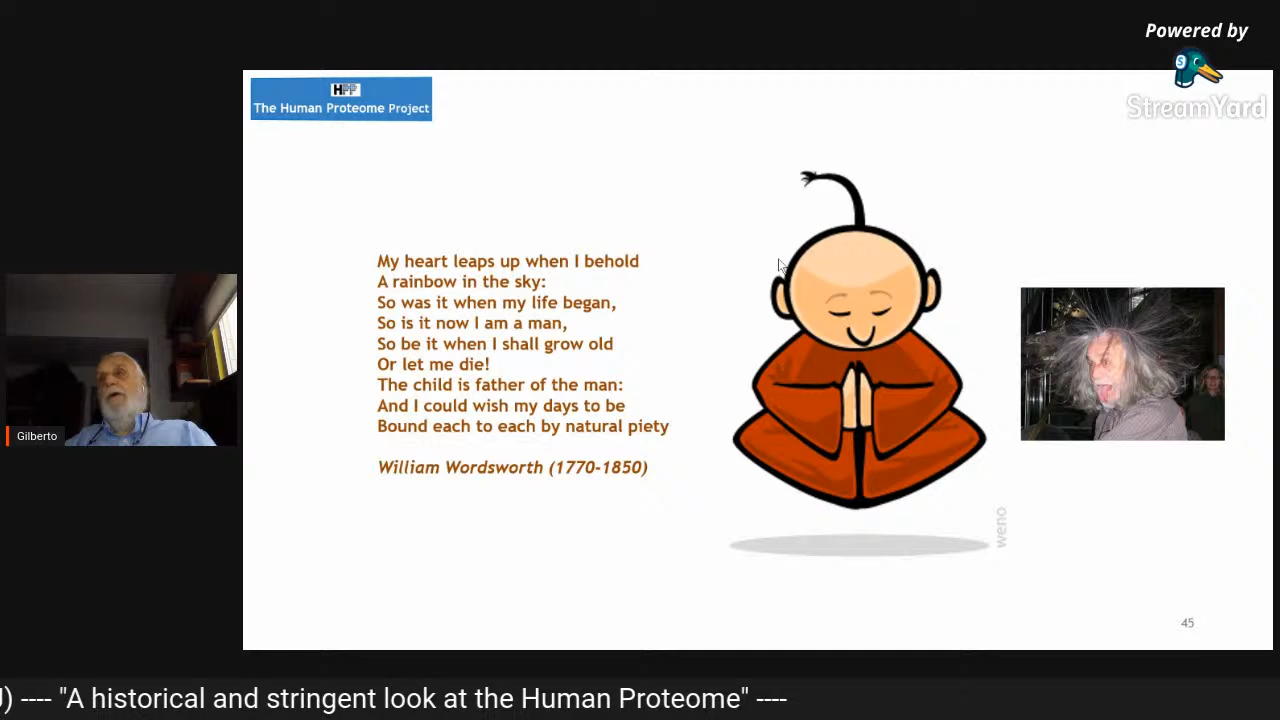 Powered by
StreamYard
HPP
The Human Proteome Project
My heart leaps up when I behold
A rainbow in the sky:
So was it when my life began,
So is it now I am a man,
So be it when I shall grow old
Or let me die!
The child is father of the man:
And I could wish my days to be
Bound each to each by natural piety
William Wordsworth (1770-1850)
Gilberto
weno
45
) ---- "A historical and stringent look at the Human Proteome" ----